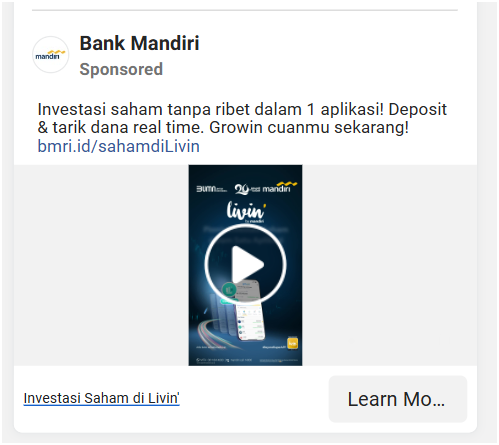 mandiri
Bank Mandiri
Sponsored
Investasi saham tanpa ribet dalam 1 aplikasi! Deposit
& tarik dana real time. Growin cuanmu sekarang!
bmri.id/sahamdiLivin
BUMN
mandiri
livin'
by mandiri
Investasi Saham di Livin'
Learn Mo...